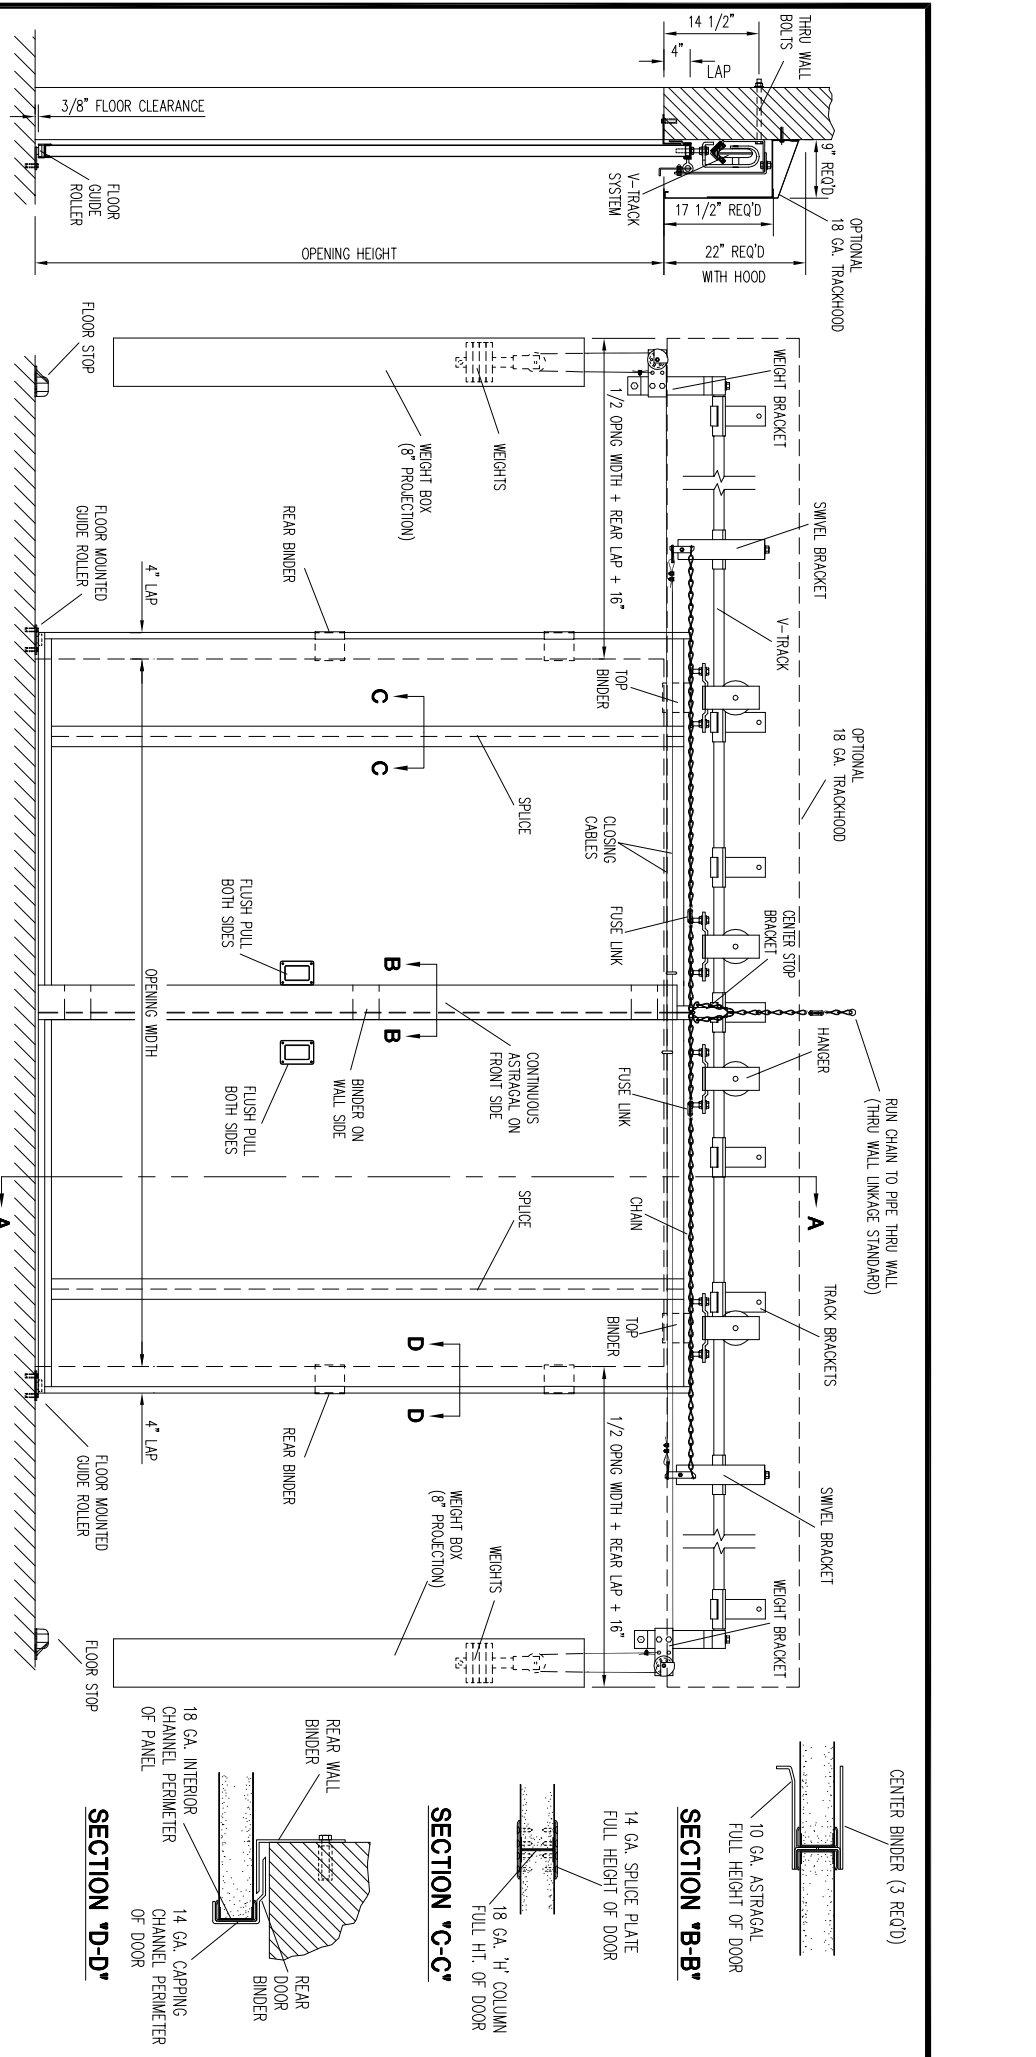 14 1/2"
THRU WALL
BOLTS
4"
LAP
3/8" FLOOR CLEARANCE
9" REQ'D
V-TRACK
SYSTEM
FLOOR
GUIDE
ROLLER
17 1/2" REQ'D
OPTIONAL
18 GA. TRACKHOOD
22" REQ'D
WITH HOOD
OPENING HEIGHT
FLOOR STOP
WEIGHT BRACKET
1/2 OPNG WIDTH + REAR LAP + 16"
WEIGHTS
WEIGHT BOX
(8" PROJECTION)
SWIVEL BRACKET
REAR BINDER
FLOOR MOUNTED
GUIDE ROLLER
4" LAP
V-TRACK
TOP
BINDER
C
C
OPTIONAL
18 GA. TRACKHOOD
SPLICE
CLOSING
CABLES
FUSE LINK
CENTER STOP
BRACKET
FLUSH PULL
BOTH SIDES
B
B
OPENING WIDTH
HANGER
CONTINUOUS
ASTRAGAL ON
FRONT SIDE
BINDER ON
WALL SIDE
FUSE LINK
FLUSH PULL
BOTH SIDES
RUN CHAIN TO PIPE THRU WALL
(THRU WALL LINKAGE STANDARD)
A
A
CHAIN
SPLICE
TRACK BRACKETS
TOP
BINDER
D
D
4" LAP
1/2 OPNG WIDTH + REAR LAP + 16"
REAR BINDER
FLOOR MOUNTED
GUIDE ROLLER
SWIVEL BRACKET
WEIGHT BOX
(8" PROJECTION)
WEIGHTS
WEIGHT BRACKET
FLOOR STOP
CENTER BINDER (3 REQ'D)
10 GA. ASTRAGAL
FULL HEIGHT OF DOOR
SECTION "B-B"
14 GA. SPLICE PLATE
FULL HEIGHT OF DOOR
18 GA. 'H' COLUMN
FULL HT. OF DOOR
SECTION "C-C"
REAR WALL
BINDER
18 GA. INTERIOR
CHANNEL PERIMETER
OF PANEL
REAR
DOOR
BINDER
14 GA. CAPPING
CHANNEL PERIMETER
OF DOOR
SECTION "D-D"